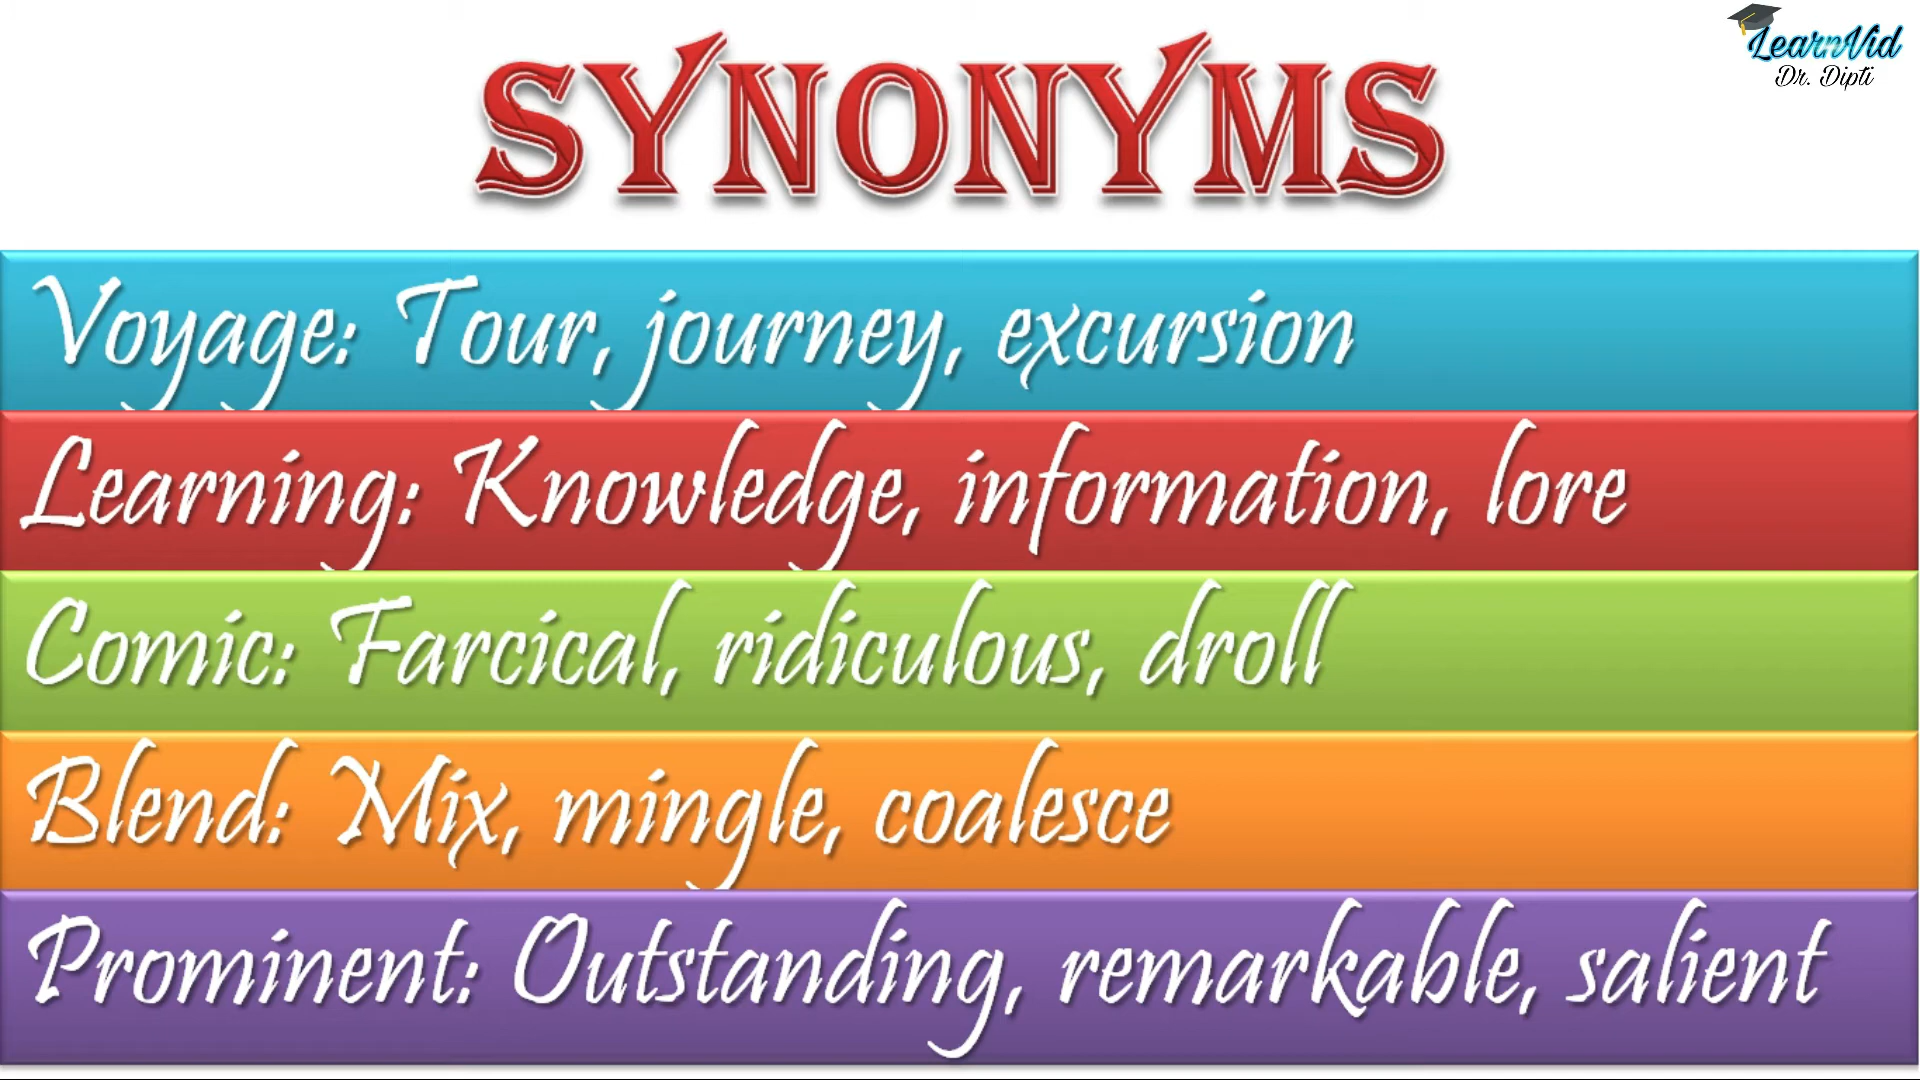 LearnVid
Dr. Dipti
SYNONYMS
Voyage: Tour, journey, excursion
Learning: Knowledge, information, lore
Comic: Farcical, ridiculous, droll
Blend: Mix, mingle, coalesce
Prominent: Outstanding, remarkable, salient